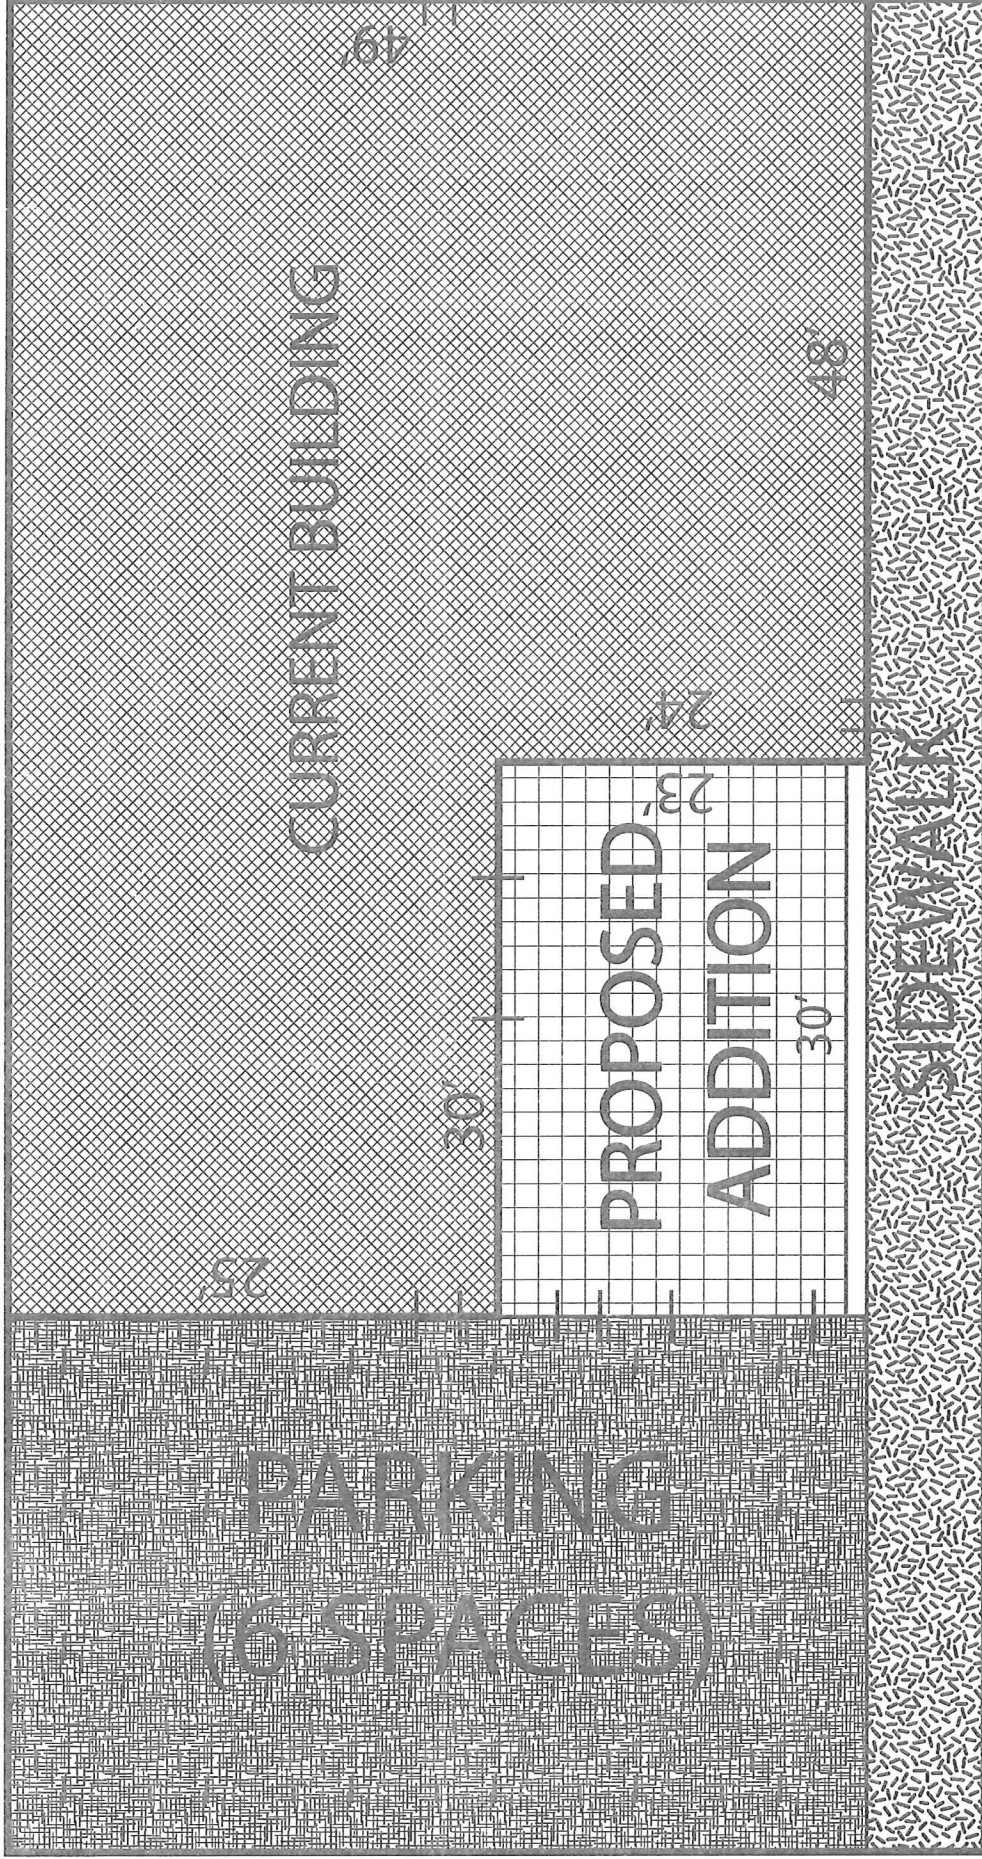 49'
CURRENT BUILDING
48'
24'
30'
25'
23'
PROPOSED
ADDITION
30'
PARKING
(6 SPACES)
SIDEWALK